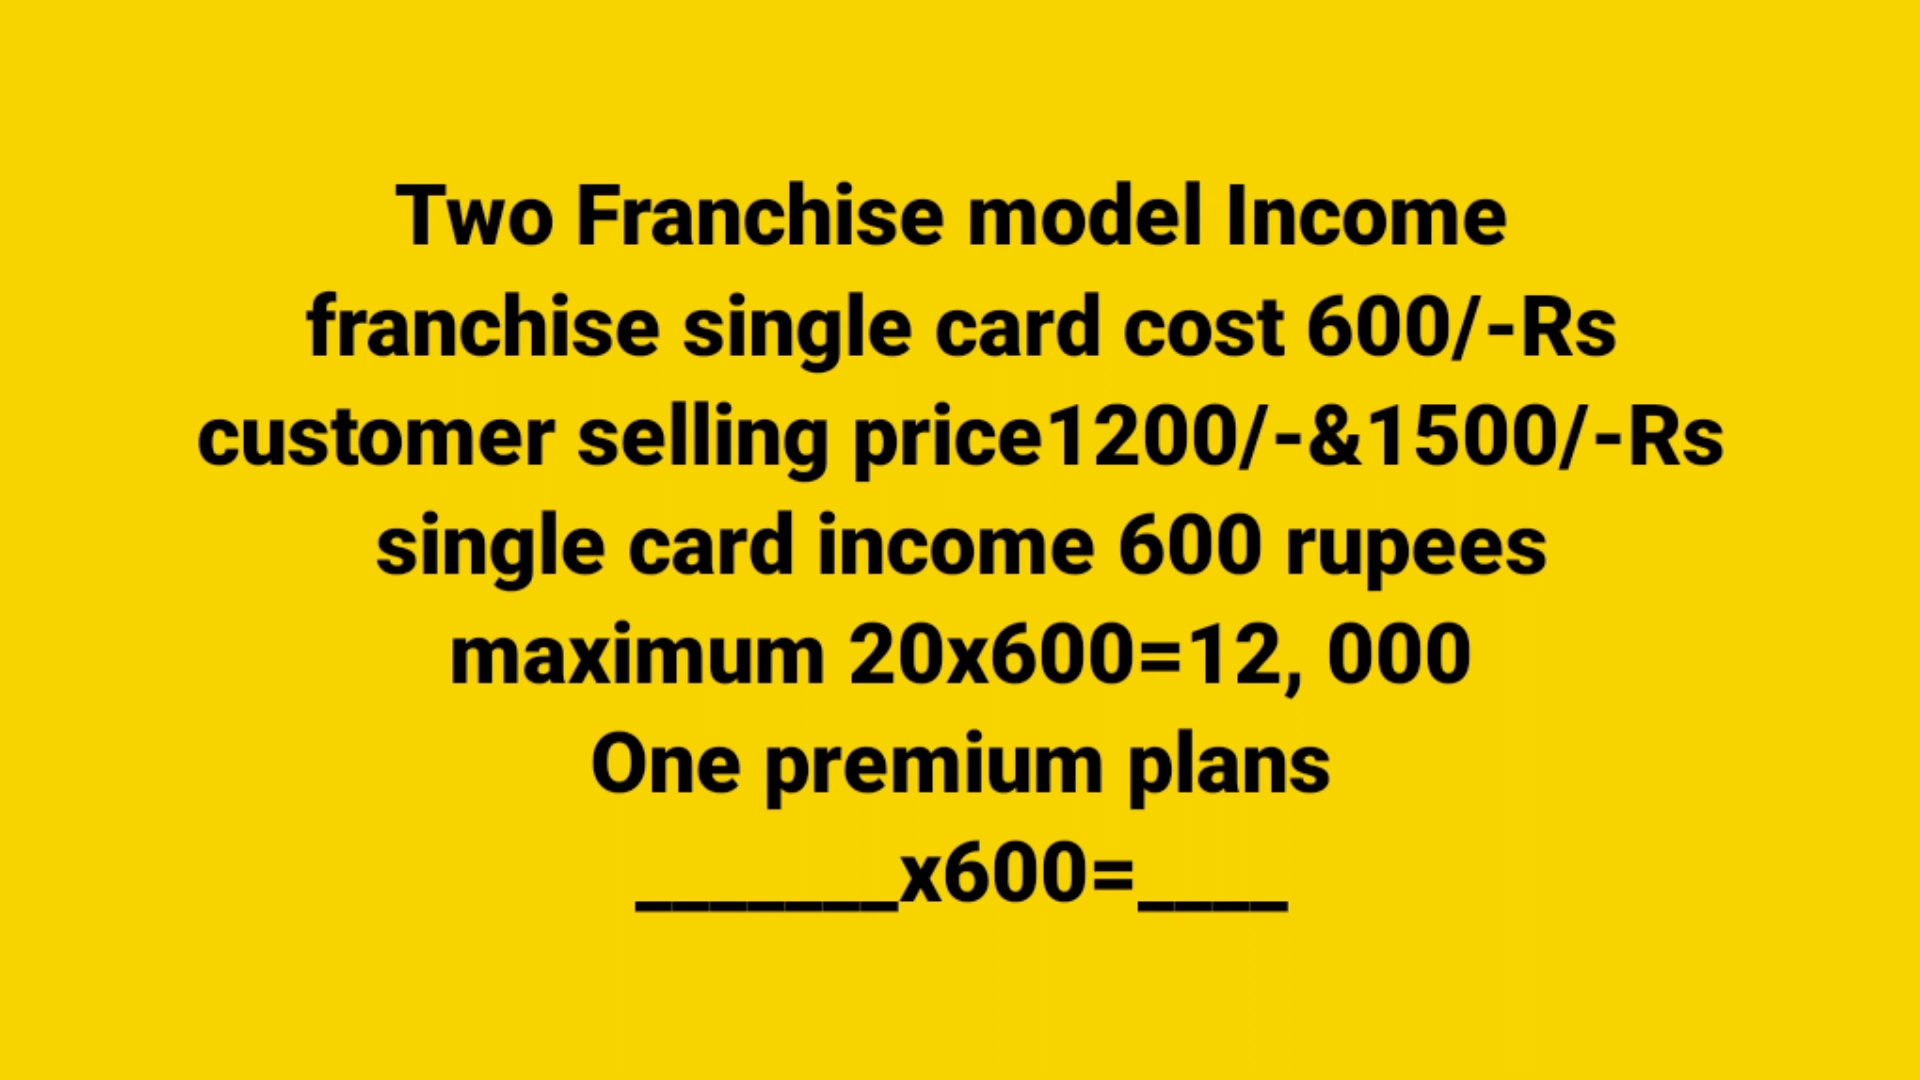 Two Franchise model Income
franchise single card cost 600/-Rs
customer selling price1200/-&1500/-Rs
single card income 600 rupees
maximum 20x600=12, 000
One premium plans
_______x600=____